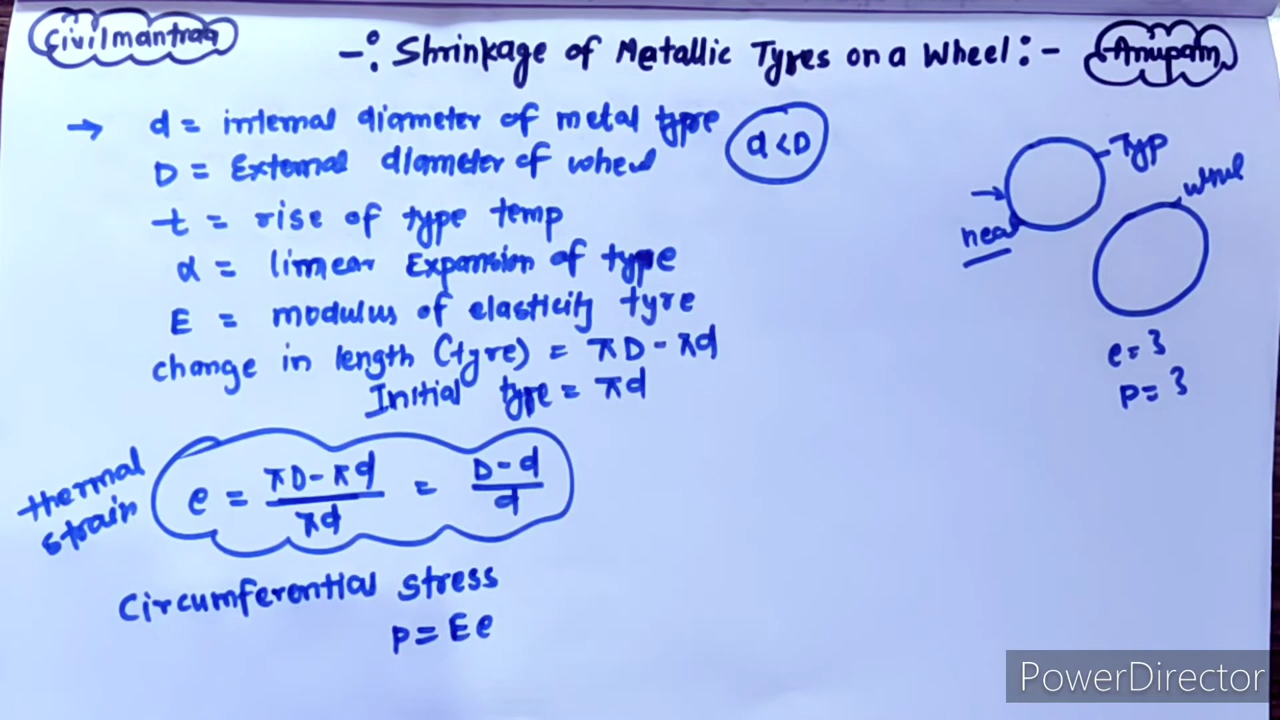 Civilmantraa
-: Shrinkage of Metallic Tyres on a Wheel:-
Anupam
→ d = internal diameter of metal type
D = External diameter of wheel
d<D
t = rise of type temp
α = linear Expansion of type
E = modulus of elasticity tyre
change in length (tyre) = πD-πd
Initial type = πd
thermal strain
e = πD-πd/πd = D-d/d
Circumferential stress
p = Ee
Typ
wheel
heat
e = 3
p = 3
PowerDirector